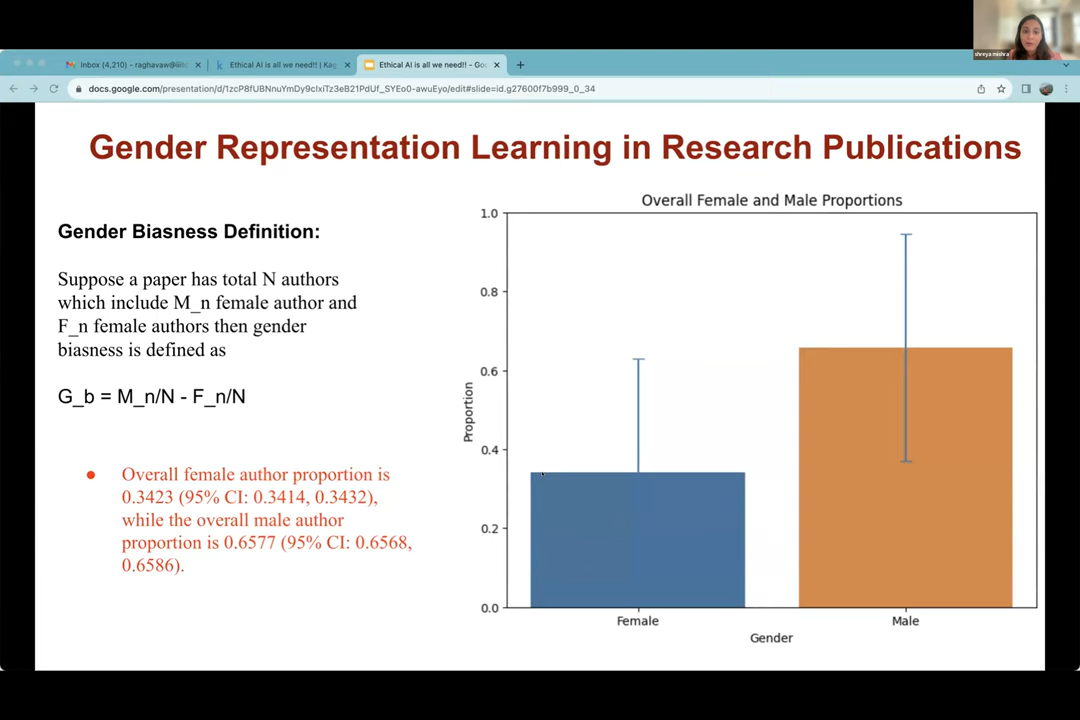 shreya mishra
Inbox (4,210) - raghavaw@iiitd
Ethical AI is all we need!! | Kag
Ethical AI is all we need!! - Goo
docs.google.com/presentation/d/1zcP8fUBNnuYmDy9cIxiTz3eB21PdUf_SYEo0-awuEyo/edit#slide=id.g27600f7b999_0_34
Gender Representation Learning in Research Publications
Gender Biasness Definition:
Suppose a paper has total N authors
which include M_n female author and
F_n female authors then gender
biasness is defined as
G_b = M_n/N - F_n/N
● Overall female author proportion is
0.3423 (95% CI: 0.3414, 0.3432),
while the overall male author
proportion is 0.6577 (95% CI: 0.6568,
0.6586).
Overall Female and Male Proportions
1.0
0.8
0.6
0.4
0.2
0.0
Proportion
Female
Male
Gender